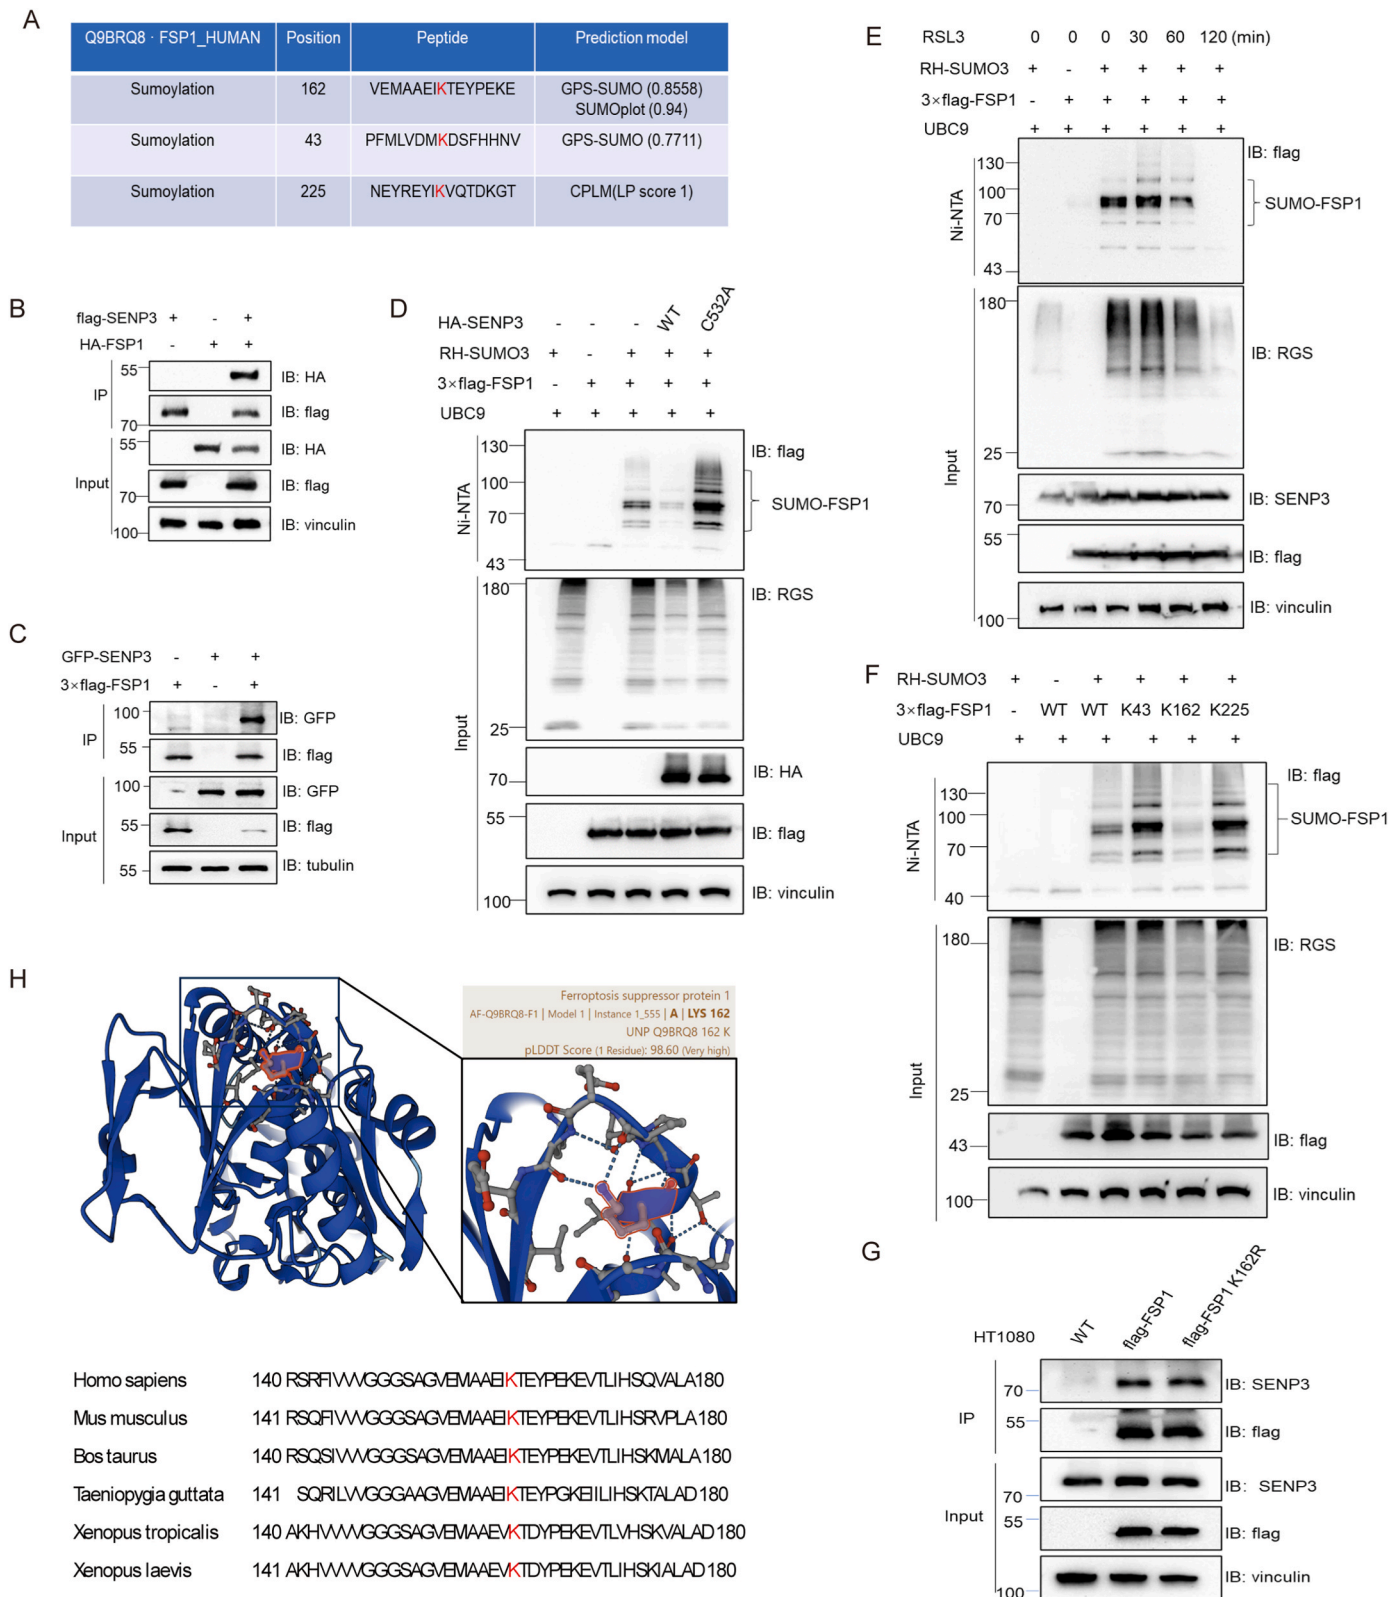 A
Q9BRQ8 · FSP1_HUMAN Position Peptide Prediction model
Sumoylation 162 VEMAAEIKTEYPEKE GPS-SUMO (0.8558)
SUMOplot (0.94)
Sumoylation 43 PFMLVDMKDSFHHNV GPS-SUMO (0.7711)
Sumoylation 225 NEYREYIKVQTDKGT CPLM(LP score 1)
B
flag-SENP3 + - +
HA-FSP1 - + +
IP
55 IB: HA
IB: flag
70
Input
55 IB: HA
IB: flag
70
IB: vinculin
100
C
GFP-SENP3 - + +
3×flag-FSP1 + - +
IP
100 IB: GFP
55 IB: flag
Input
100 IB: GFP
55 IB: flag
55 IB: tubulin
D
HA-SENP3 - - - WT C532A
RH-SUMO3 + - + + +
3×flag-FSP1 - + + + +
UBC9 + + + + +
Ni-NTA
130 IB: flag
100
SUMO-FSP1
70
43
Input
180 IB: RGS
25
IB: HA
70
55
IB: flag
IB: vinculin
100
E
RSL3 0 0 0 30 60 120 (min)
RH-SUMO3 + - + + + +
3×flag-FSP1 - + + + + +
UBC9 + + + + + +
Ni-NTA
IB: flag
130
100
SUMO-FSP1
70
43
Input
180
IB: RGS
25
IB: SENP3
70
55
IB: flag
IB: vinculin
100
F
RH-SUMO3 + - + + + +
3×flag-FSP1 - WT WT K43 K162 K225
UBC9 + + + + + +
Ni-NTA
IB: flag
130
100
SUMO-FSP1
70
40
Input
180 IB: RGS
25
IB: flag
43
IB: vinculin
100
G
HT1080 WT flag-FSP1 flag-FSP1 K162R
IP
IB: SENP3
70
55
IB: flag
Input
IB: SENP3
70
55
IB: flag
IB: vinculin
100
H
Ferroptosis suppressor protein 1
AF-Q9BRQ8-F1 | Model 1 | Instance 1_555 | A | LYS 162
UNP Q9BRQ8 162 K
pLDDT Score (1 Residue): 98.60 (Very high)
Homo sapiens 140 RSRFIVVVGGGSAGVEMAAEIKTEYPEKEVTLIHSQVALA180
Mus musculus 141 RSQFIVVVGGGSAGVEMAAEIKTEYPEKEVTLIHSRVPLA180
Bos taurus 140 RSQSIVVVGGGSAGVEMAAEIKTEYPEKEVTLIHSKMALA180
Taeniopygia guttata 141 SQRILVVGGGAAGVEMAAEIKTEYPGKEIILIHSKTALAD180
Xenopus tropicalis 140 AKHVVVVGGGSAGVEMAAEVKTDYPEKEVTLVHSKVALAD180
Xenopus laevis 141 AKHVVVVGGGSAGVEMAAEVKTDYPEKEVTLIHSKIALAD180